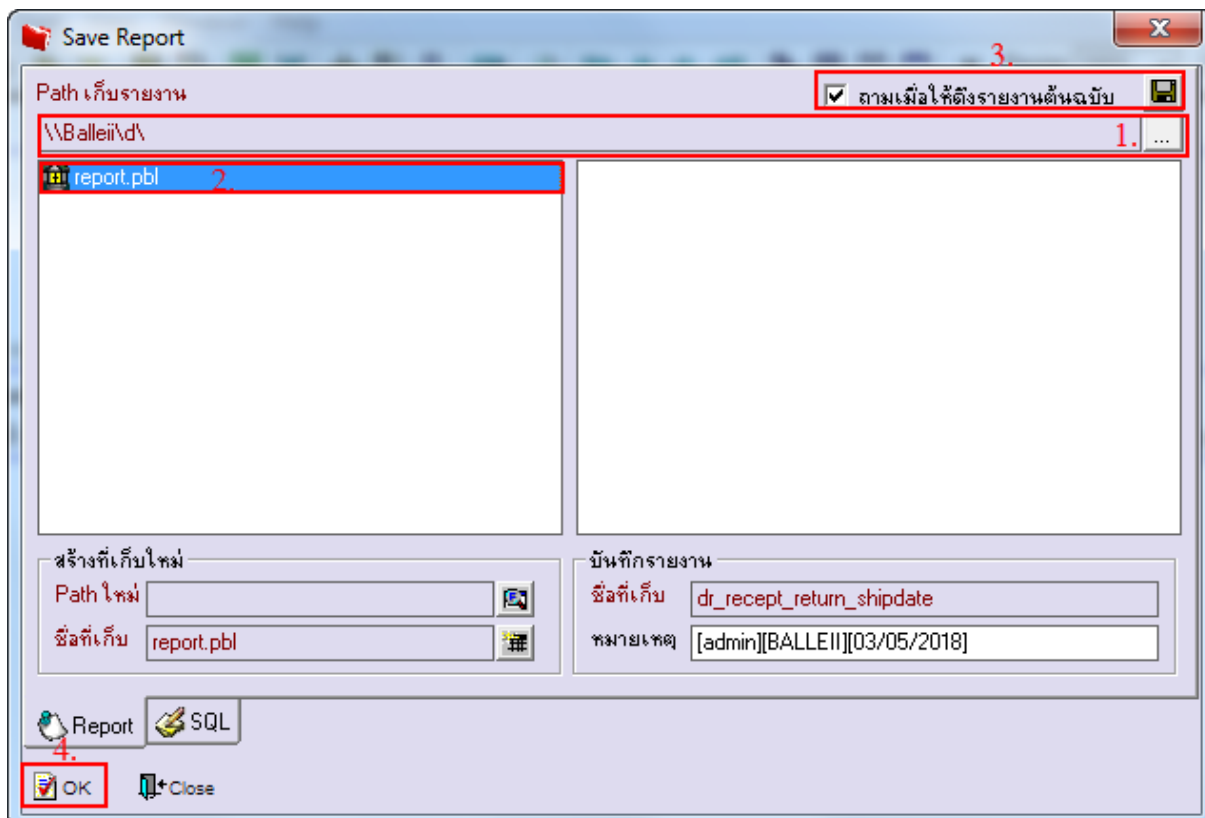 Save Report
3.
Path เก็บรายงาน
ถามเมื่อให้ดึงรายงานต้นฉบับ
\\Balleii\d\
1.
...
report.pbl
2.
สร้างที่เก็บใหม่
บันทึกรายงาน
Path ใหม่
ชื่อที่เก็บ
dr_recept_return_shipdate
ชื่อที่เก็บ
report.pbl
หมายเหตุ
[admin][BALLEII][03/05/2018]
Report
SQL
4.
OK
Close